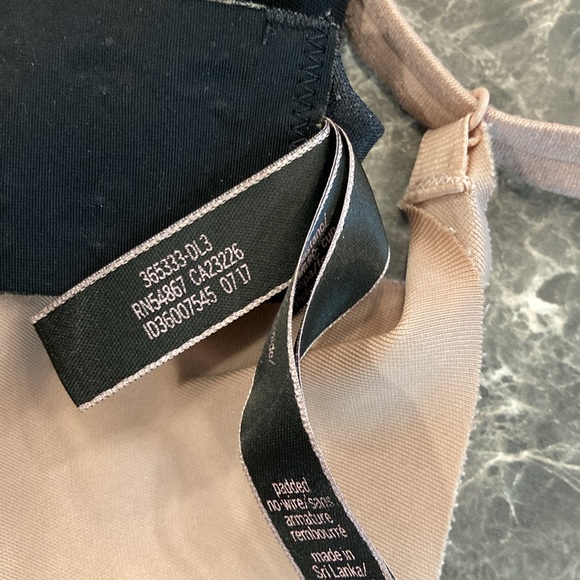 365333-DL3
RN54867 CA23226
ID36007545 07 17
padded
no-wire/sans
armature
rembourré
made in
Sri Lanka/